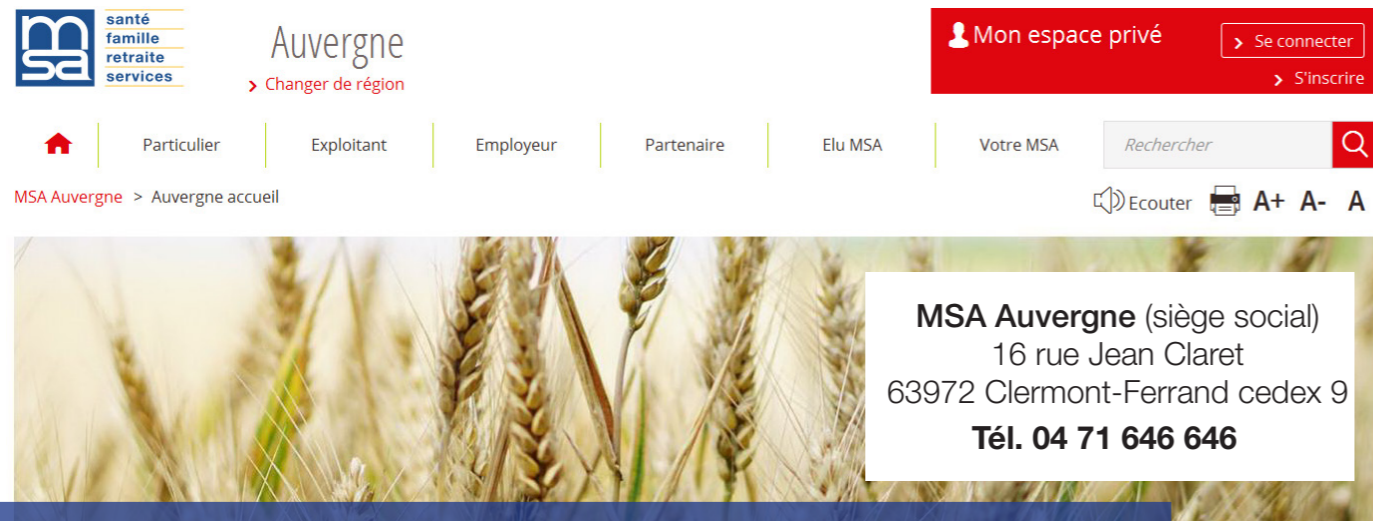 santé
famille
retraite
services
msa
Auvergne
Changer de région
Mon espace privé
Se connecter
S'inscrire
Particulier
Exploitant
Employeur
Partenaire
Elu MSA
Votre MSA
Rechercher
MSA Auvergne > Auvergne accueil
Ecouter A+ A- A
MSA Auvergne (siège social)
16 rue Jean Claret
63972 Clermont-Ferrand cedex 9
Tél. 04 71 646 646